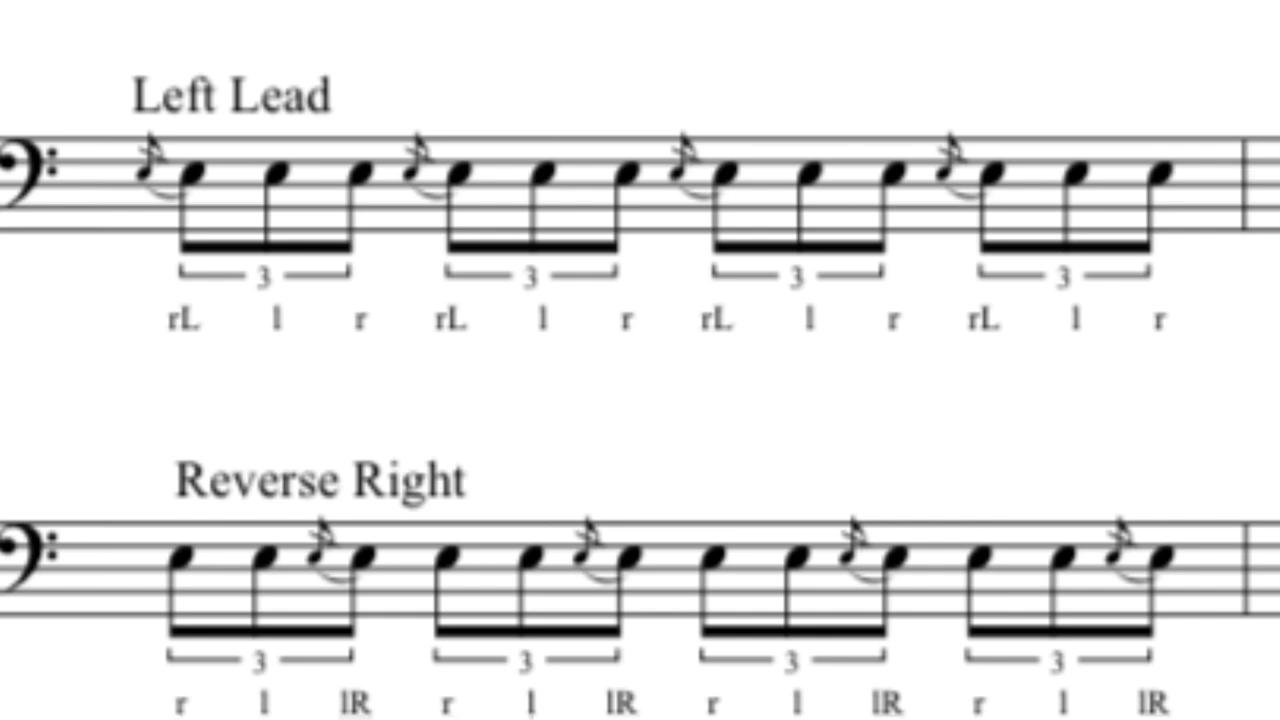 Left Lead
3 3 3 3
rL l r rL l r rL l r rL l r
Reverse Right
3 3 3 3
r l lR r l lR r l lR r l lR